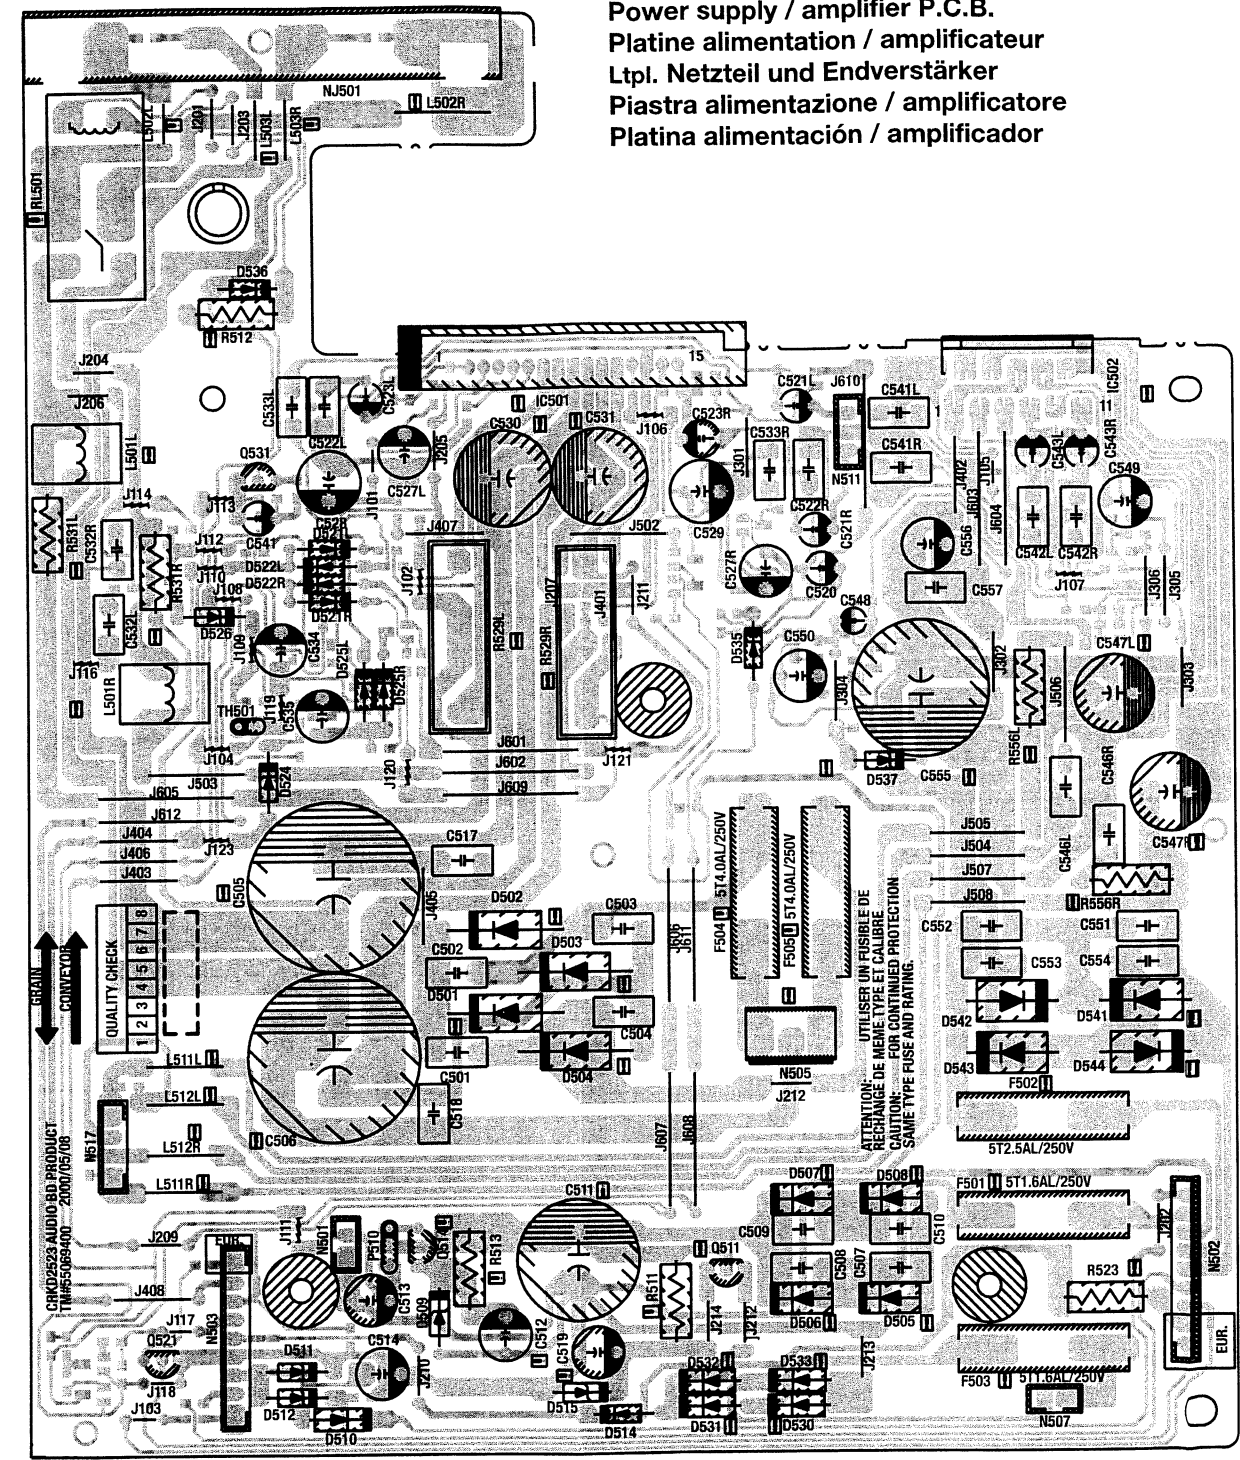 Power supply / amplifier P.C.B.
Platine alimentation / amplificateur
Ltpl. Netzteil und Endverstärker
Piastra alimentazione / amplificatore
Platina alimentación / amplificador
NJ501
L502R
L502L
J201
J203
L503L
L503R
RL501
D536
R512
J204
J206
1
15
IC501
IC502
C533L
C522L
C523L
J205
C530
C531
J106
C523R
C521L
J610
C541L
1
11
C533R
J301
C541R
N511
L501L
Q531
J114
J113
C541
C528
J101
C527L
J407
J502
C529
C522R
C521R
J402
J105
J603
J604
C543L
C543R
C549
R531L
C532R
R531R
J112
J110
J108
D521L
D522L
D522R
D521R
J102
J207
J401
J211
C527R
C520
C556
C557
C542L
C542R
J107
J306
J305
C532L
D526
J109
C534
D525L
D525R
R529L
R529R
D535
C550
C548
J304
J302
C547L
J303
J116
L501R
TH501
J119
C535
J104
J120
J601
J602
J609
J121
D537
C555
R556L
J506
C546R
J503
J605
J612
J404
J406
J403
J123
D524
C505
C517
J405
5T4.0AL/250V
5T4.0AL/250V
F504
F505
J505
J504
J507
J508
C546L
C547R
R556R
GRAIN
CONVEYOR
QUALITY CHECK
1 2 3 4 5 6 7 8
D502
C503
C502
D503
D501
C504
C501
D504
C518
C506
J611
N505
J212
ATTENTION: UTILISER UN FUSIBLE DE
RECHANGE DE MEME TYPE ET CALIBRE.
CAUTION: FOR CONTINUED PROTECTION
SAME TYPE FUSE AND RATING.
C552
C551
C553
C554
D542
D541
D543
D544
F502
5T2.5AL/250V
L511L
L512L
L512R
L511R
N517
CRKD2523 AUDIO BD PRODUCT
TM#55069400 2000/05/08
J607
J608
C511
D507
D508
C509
C510
C508
C507
D506
D505
F501
5T1.6AL/250V
J202
N502
EUR.
J209
J111
EUR.
N501
R513
Q511
R511
J214
R523
J408
N503
C513
D509
C512
C519
J213
J117
Q521
J118
J103
D511
D512
D510
C514
J210
D515
D514
D532
D531
D533
D530
F503
5T1.6AL/250V
N507